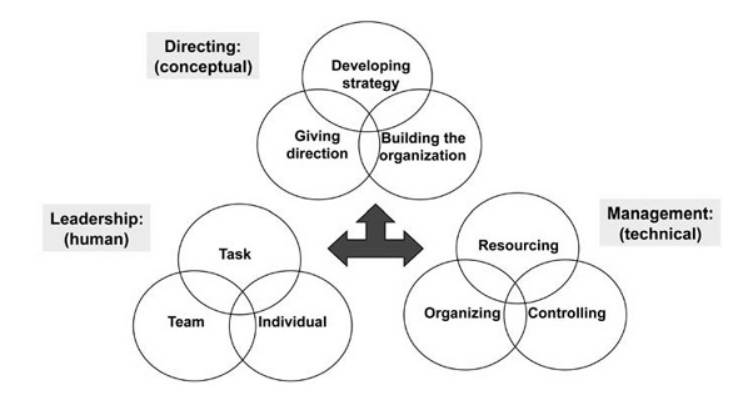 Directing:
(conceptual)
Developing
strategy
Giving
direction
Building the
organization
Leadership:
(human)
Task
Team
Individual
Management:
(technical)
Resourcing
Organizing
Controlling